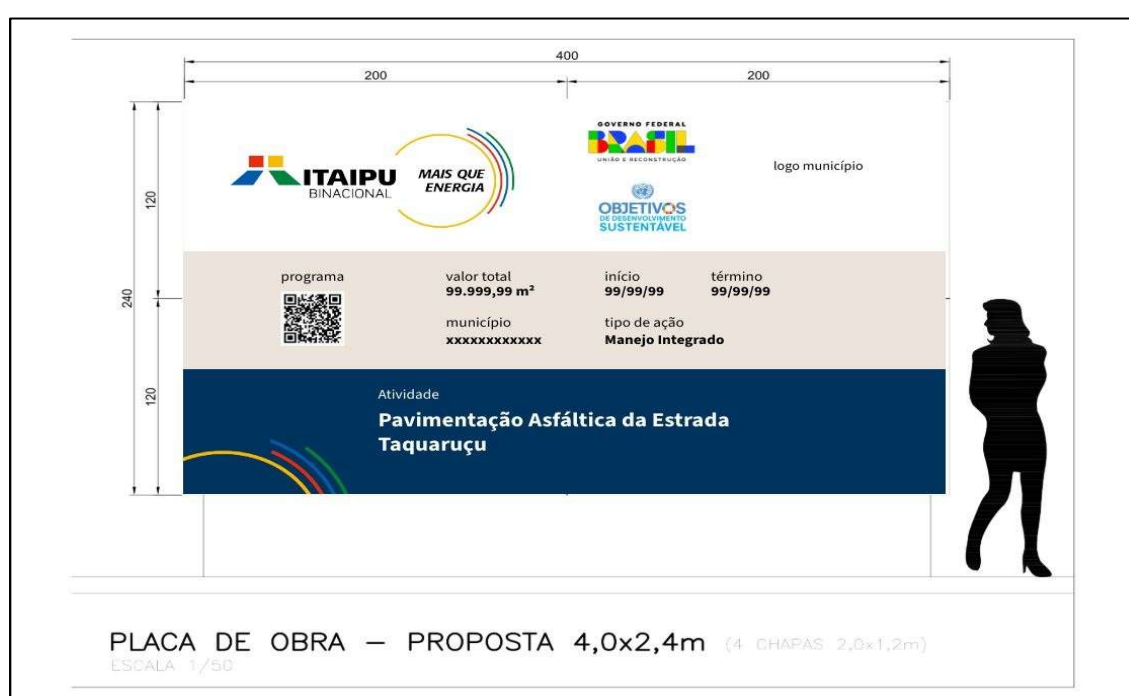 400
200 200
GOVERNO FEDERAL
BRASIL
UNIÃO E RECONSTRUÇÃO
ITAIPU
BINACIONAL
MAIS QUE
ENERGIA
logo município
OBJETIVOS
DE DESENVOLVIMENTO
SUSTENTÁVEL
120
240
120
programa
valor total
99.999,99 m²
início
99/99/99
término
99/99/99
município
xxxxxxxxxxxx
tipo de ação
Manejo Integrado
Atividade
Pavimentação Asfáltica da Estrada
Taquaruçu
PLACA DE OBRA – PROPOSTA 4,0x2,4m (4 CHAPAS 2,0x1,2m)
ESCALA 1/50